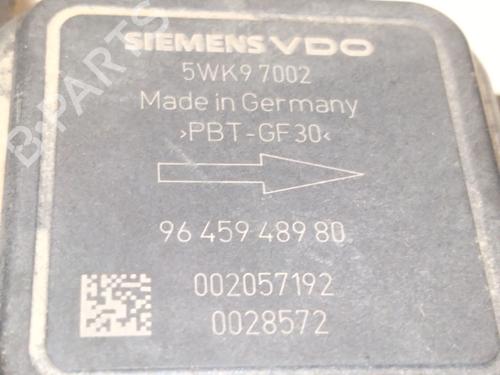 SIEMENS VDO
5WK9 7002
Made in Germany
>PBT-GF30<
96 459 489 80
002057192
0028572
B-PARTS